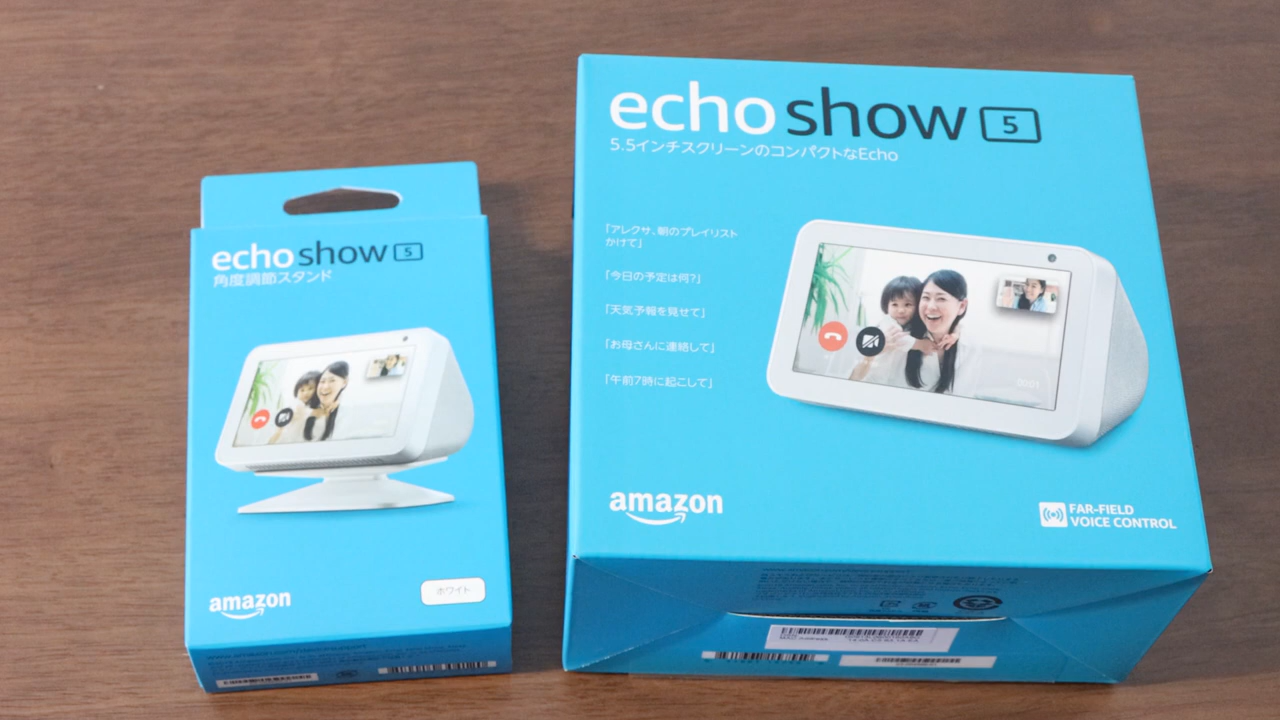 echo show 5
角度調節スタンド
amazon
ホワイト
echo show 5
5.5インチスクリーンのコンパクトなEcho
「アレクサ、朝のプレイリスト
かけて」
「今日の予定は何?」
「天気予報を見せて」
「お母さんに連絡して」
「午前7時に起こして」
00:01
amazon
FAR-FIELD
VOICE CONTROL